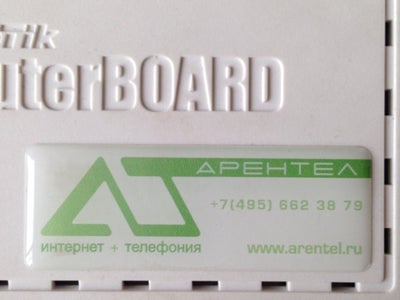 tik
uterBOARD
АРЕНТЕЛ
+7(495) 662 38 79
интернет + телефония
www.arentel.ru